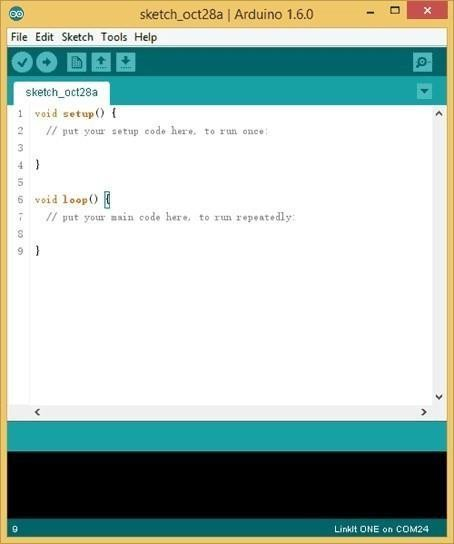 sketch_oct28a | Arduino 1.6.0
File Edit Sketch Tools Help
sketch_oct28a
1 void setup() {
2 // put your setup code here, to run once:
3
4 }
5
6 void loop() {
7 // put your main code here, to run repeatedly:
8
9 }
9 LinkIt ONE on COM24